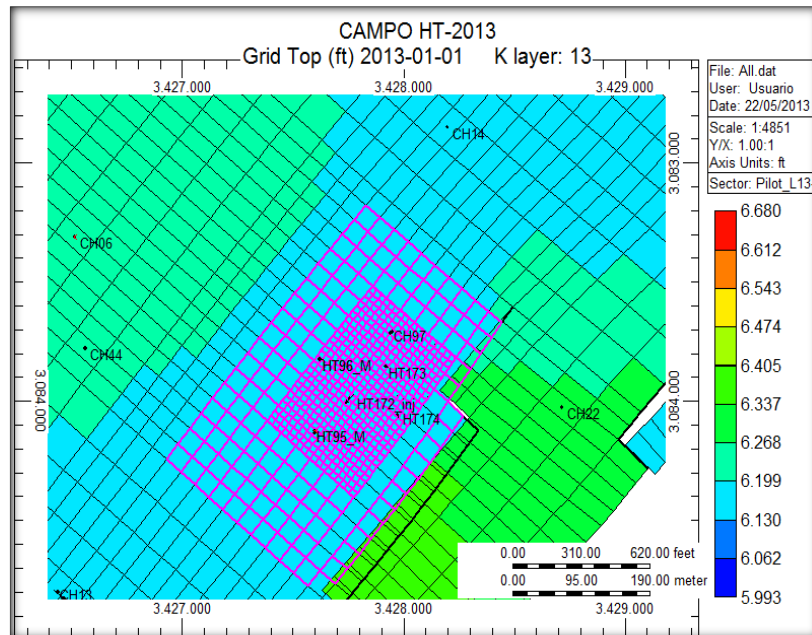 CAMPO HT-2013
Grid Top (ft) 2013-01-01 K layer: 13
File: All.dat
User: Usuario
Date: 22/05/2013
Scale: 1:4851
Y/X: 1.00:1
Axis Units: ft
Sector: Pilot_L13
3.427.000 3.428.000 3.429.000
3.083.000
3.084.000
3.084.000
CH14
CH06
CH97
CH44
HT96_M
HT173
HT172_inj
CH22
HT174
HT95_M
CH13
0.00 310.00 620.00 feet
0.00 95.00 190.00 meter
3.427.000 3.428.000 3.429.000
6.680
6.612
6.543
6.474
6.405
6.337
6.268
6.199
6.130
6.062
5.993